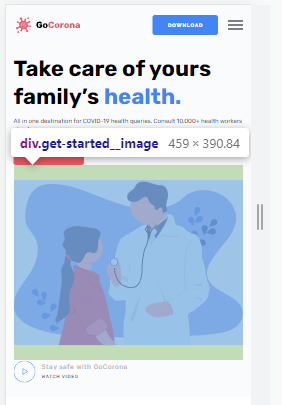 GoCorona
DOWNLOAD
Take care of yours
family's health.
All in one destination for COVID-19 health queries. Consult 10,000+ health workers
div.get-started__image 459 × 390.84
Stay safe with GoCorona
WATCH VIDEO